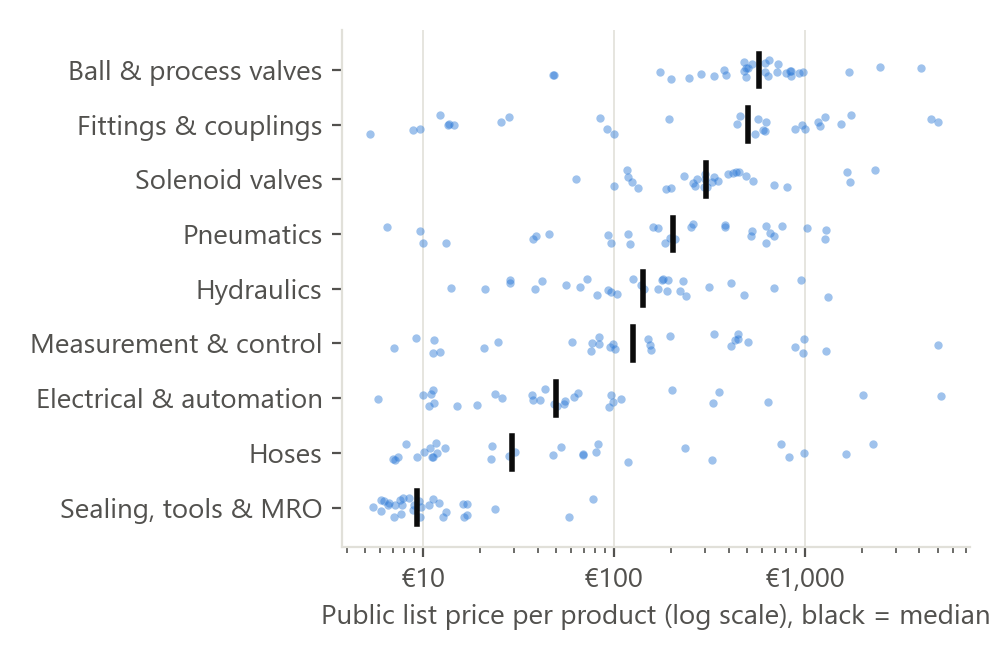 Ball & process valves
Fittings & couplings
Solenoid valves
Pneumatics
Hydraulics
Measurement & control
Electrical & automation
Hoses
Sealing, tools & MRO
€10 €100 €1,000
Public list price per product (log scale), black = median